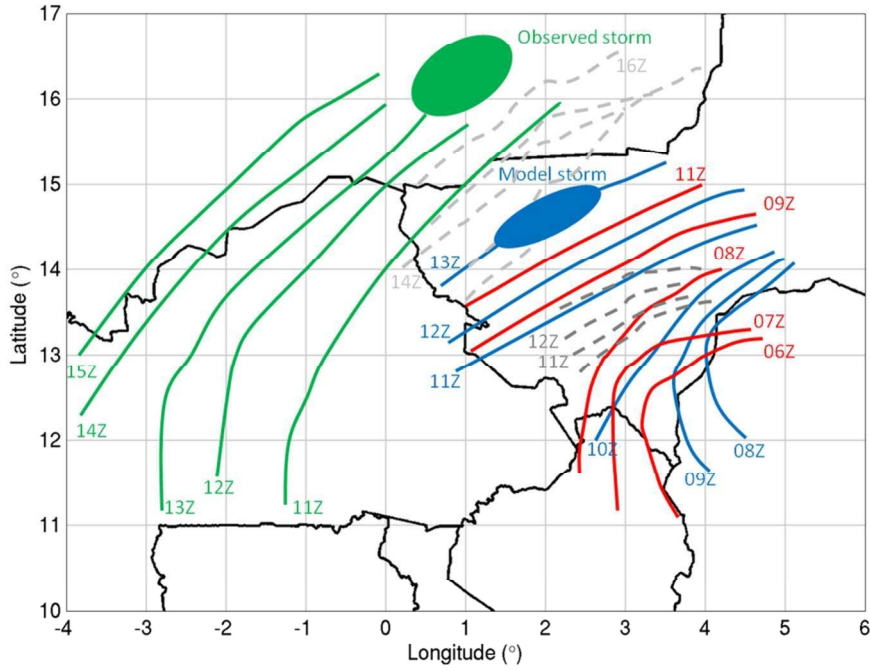 17
Observed storm
16Z
16
Latitude (°)
15
Model storm
11Z
09Z
14
14Z
13Z
08Z
12Z
07Z
13
15Z
12Z
11Z
11Z
06Z
12
14Z
10Z
08Z
12Z
09Z
13Z
11Z
11
10
-4
-3
-2
-1
0
1
2
3
4
5
6
Longitude (°)